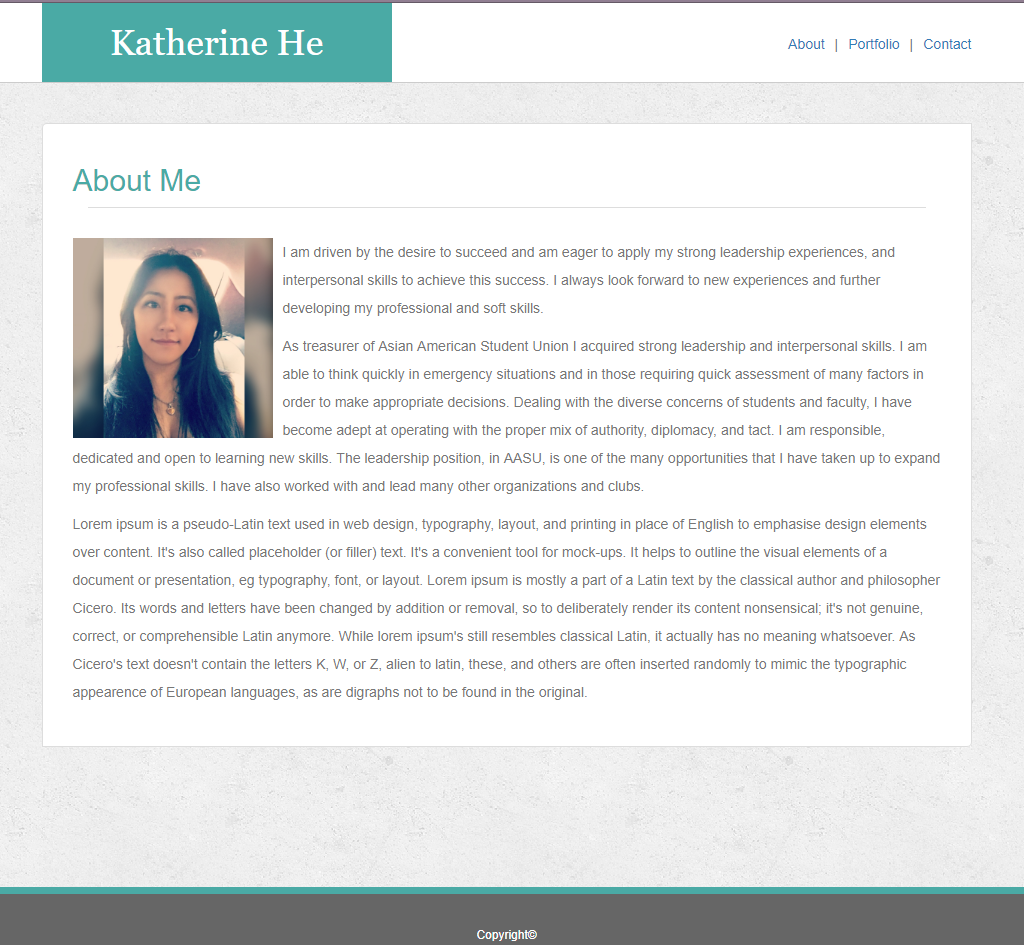 Katherine He
About | Portfolio | Contact
About Me
I am driven by the desire to succeed and am eager to apply my strong leadership experiences, and
interpersonal skills to achieve this success. I always look forward to new experiences and further
developing my professional and soft skills.
As treasurer of Asian American Student Union I acquired strong leadership and interpersonal skills. I am
able to think quickly in emergency situations and in those requiring quick assessment of many factors in
order to make appropriate decisions. Dealing with the diverse concerns of students and faculty, I have
become adept at operating with the proper mix of authority, diplomacy, and tact. I am responsible,
dedicated and open to learning new skills. The leadership position, in AASU, is one of the many opportunities that I have taken up to expand
my professional skills. I have also worked with and lead many other organizations and clubs.
Lorem ipsum is a pseudo-Latin text used in web design, typography, layout, and printing in place of English to emphasise design elements
over content. It's also called placeholder (or filler) text. It's a convenient tool for mock-ups. It helps to outline the visual elements of a
document or presentation, eg typography, font, or layout. Lorem ipsum is mostly a part of a Latin text by the classical author and philosopher
Cicero. Its words and letters have been changed by addition or removal, so to deliberately render its content nonsensical; it's not genuine,
correct, or comprehensible Latin anymore. While lorem ipsum's still resembles classical Latin, it actually has no meaning whatsoever. As
Cicero's text doesn't contain the letters K, W, or Z, alien to latin, these, and others are often inserted randomly to mimic the typographic
appearence of European languages, as are digraphs not to be found in the original.
Copyright©